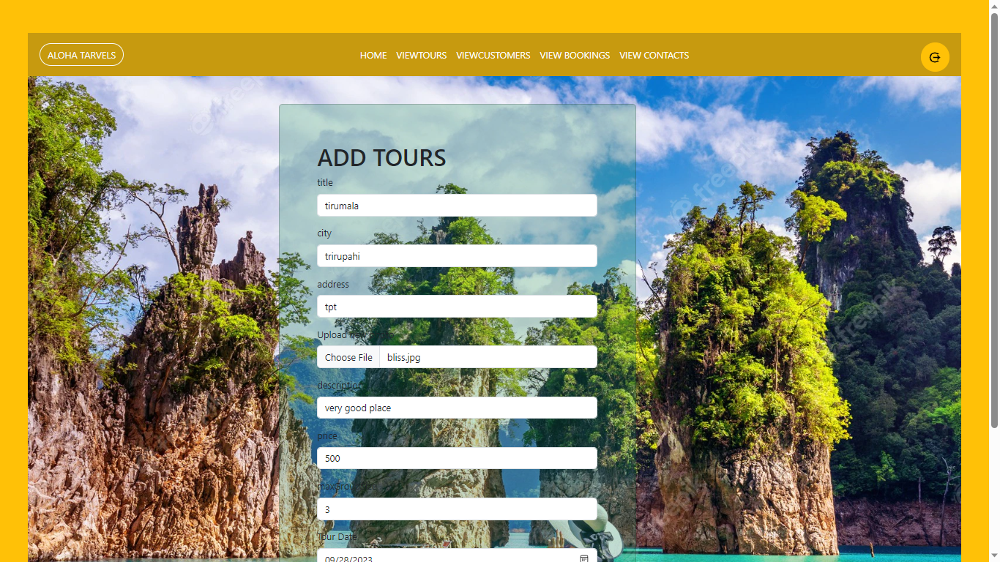 ALOHA TARVELS
HOME VIEWTOURS VIEWCUSTOMERS VIEW BOOKINGS VIEW CONTACTS
ADD TOURS
title
tirumala
city
trirupahi
address
tpt
Upload
Choose File bliss.jpg
description
very good place
price
500
maxGroupSize
3
Tour Date
09/28/2023
freepik